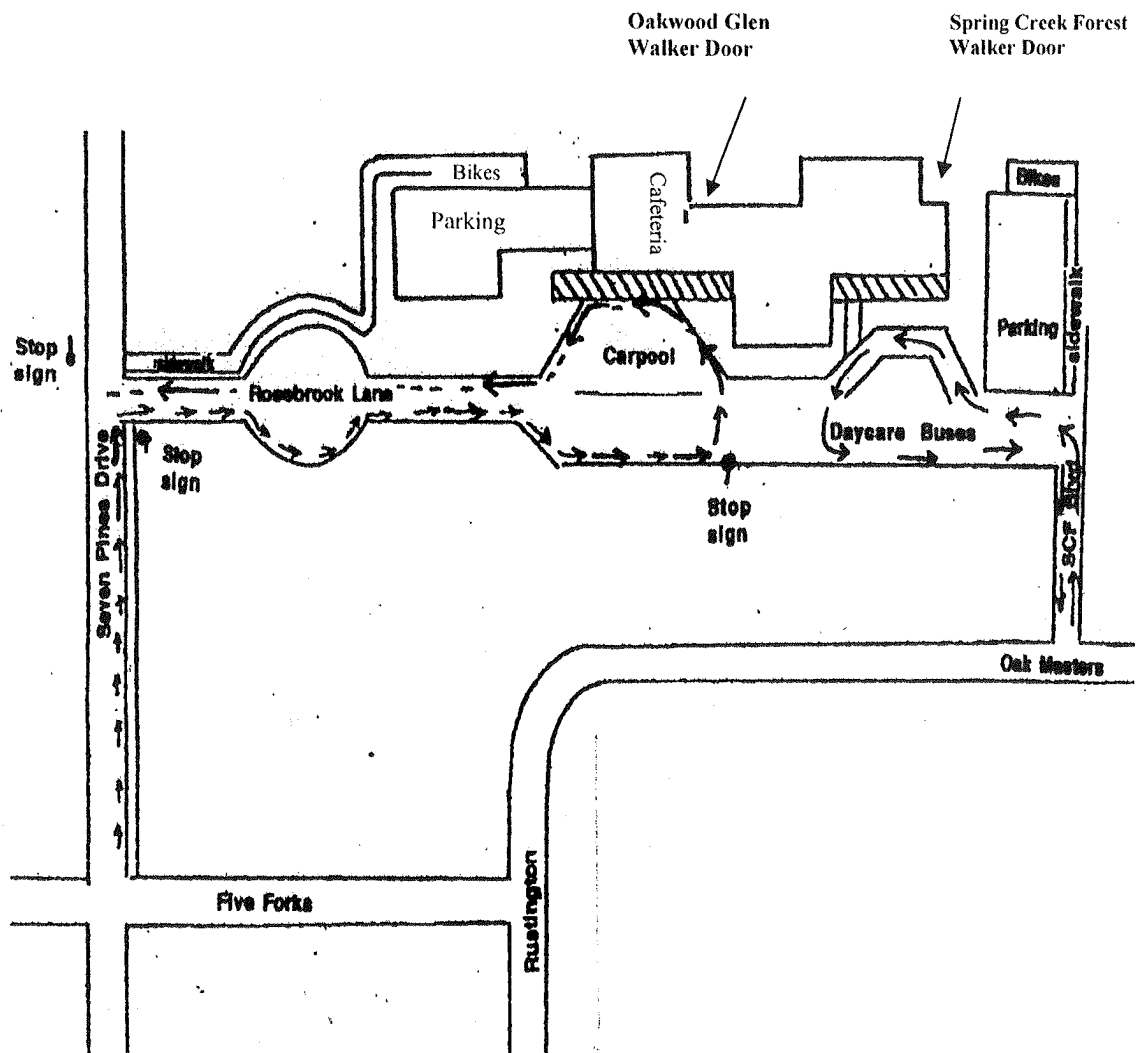 Oakwood Glen
Walker Door
Spring Creek Forest
Walker Door
Bikes
Bikes
Parking
Cafeteria
sidewalk
Parking
Stop
sign
sidewalk
Carpool
Rosebrook Lane
Daycare Buses
Stop
sign
Stop
sign
SCF Blvd
Seven Pines Drive
Oak Masters
Five Forks
Rustington